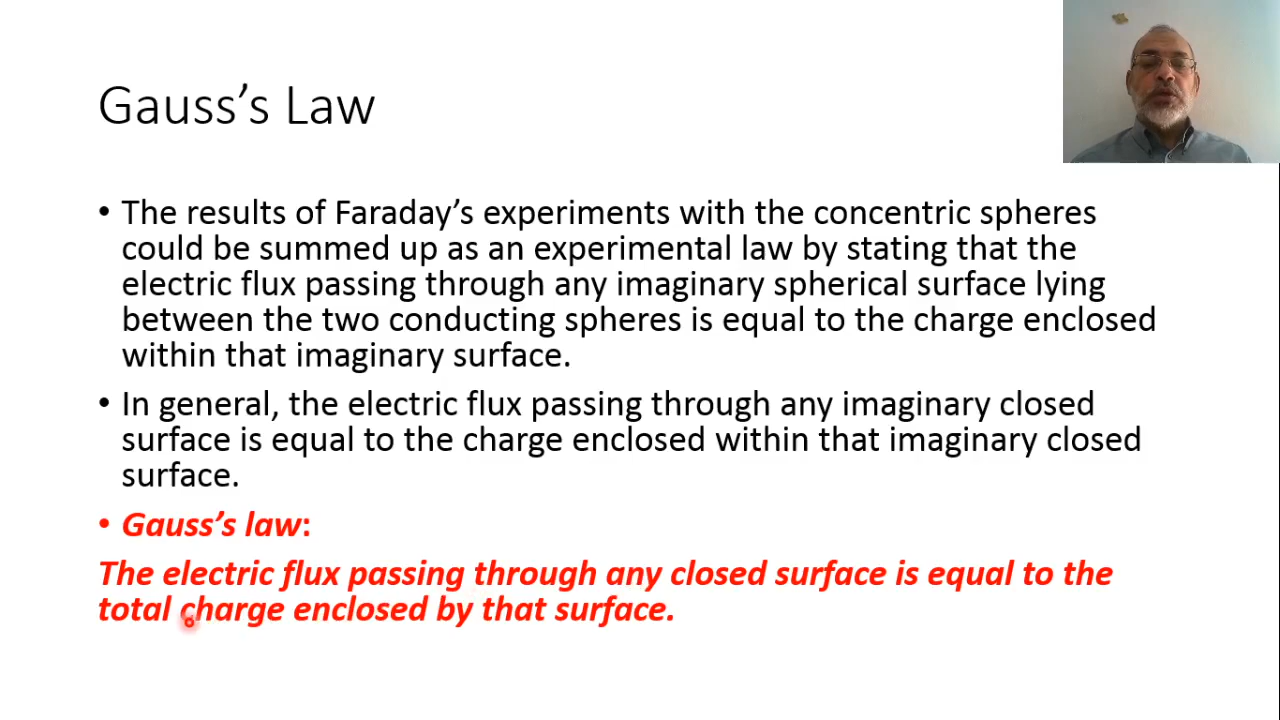 Gauss’s Law
• The results of Faraday’s experiments with the concentric spheres
could be summed up as an experimental law by stating that the
electric flux passing through any imaginary spherical surface lying
between the two conducting spheres is equal to the charge enclosed
within that imaginary surface.
• In general, the electric flux passing through any imaginary closed
surface is equal to the charge enclosed within that imaginary closed
surface.
• Gauss’s law:
The electric flux passing through any closed surface is equal to the
total charge enclosed by that surface.